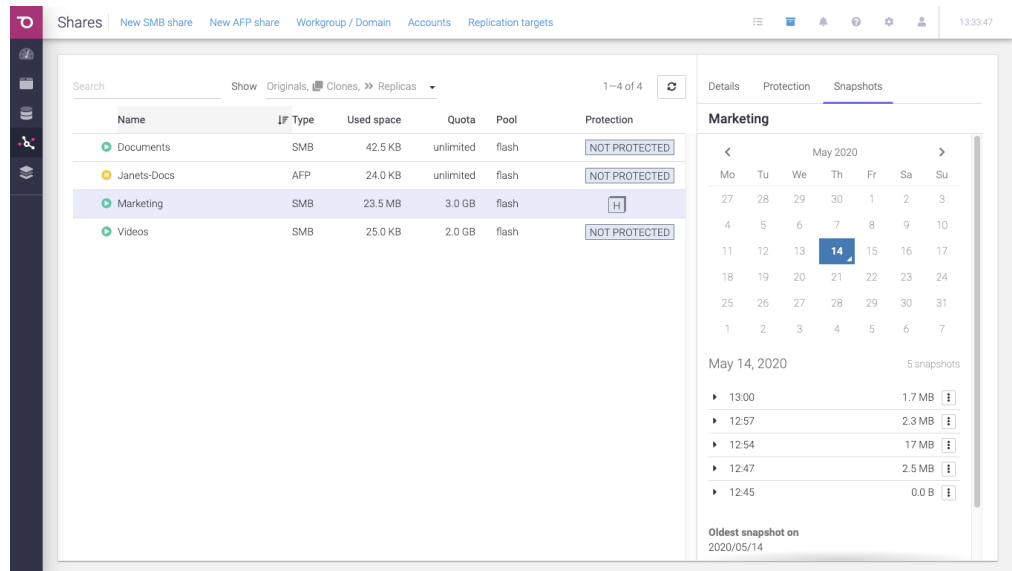 Shares New SMB share New AFP share Workgroup / Domain Accounts Replication targets 13:33:47
Search Show Originals, Clones, Replicas 1–4 of 4
Name Type Used space Quota Pool Protection
Documents SMB 42.5 KB unlimited flash NOT PROTECTED
Janets-Docs AFP 24.0 KB unlimited flash NOT PROTECTED
Marketing SMB 23.5 MB 3.0 GB flash H
Videos SMB 25.0 KB 2.0 GB flash NOT PROTECTED
Details Protection Snapshots
Marketing
May 2020
Mo Tu We Th Fr Sa Su
27 28 29 30 1 2 3
4 5 6 7 8 9 10
11 12 13 14 15 16 17
18 19 20 21 22 23 24
25 26 27 28 29 30 31
1 2 3 4 5 6 7
May 14, 2020 5 snapshots
13:00 1.7 MB
12:57 2.3 MB
12:54 17 MB
12:47 2.5 MB
12:45 0.0 B
Oldest snapshot on
2020/05/14